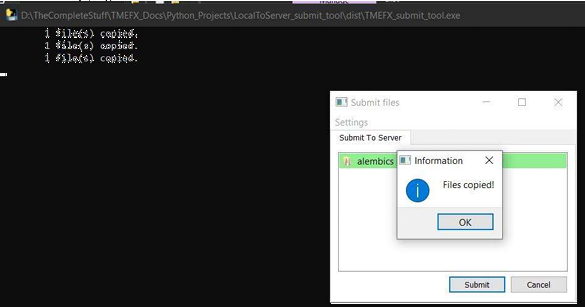 D:\TheCompleteStuff\TMEFX_Docs\Python_Projects\LocalToServer_submit_tool\dist\TMEFX_submit_tool.exe
1 file(s) copied.
1 file(s) copied.
1 file(s) copied.
Submit files
Settings
Submit To Server
alembics
Information
Files copied!
OK
Submit
Cancel